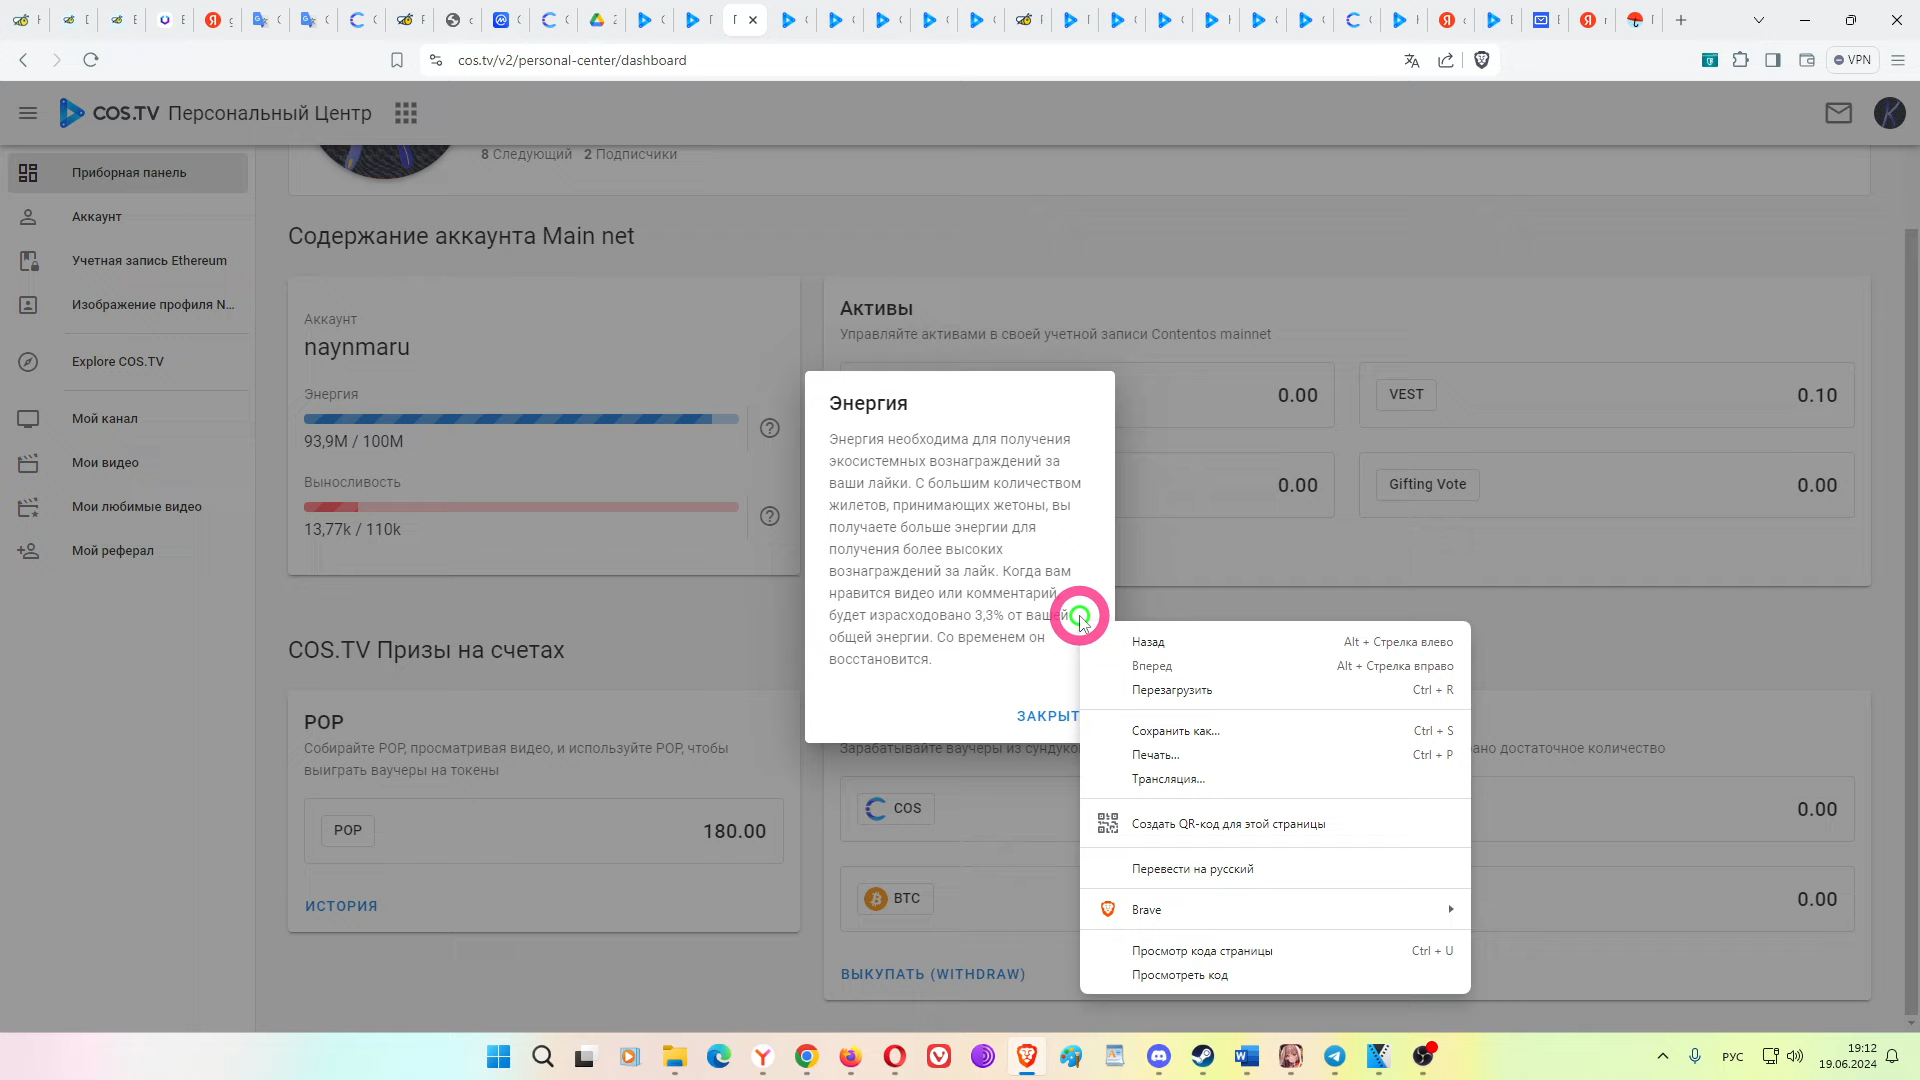 cos.tv/v2/personal-center/dashboard
VPN
COS.TV Персональный Центр
8 Следующий 2 Подписчики
Приборная панель
Аккаунт
Учетная запись Ethereum
Изображение профиля N...
Explore COS.TV
Мой канал
Мои видео
Мои любимые видео
Мой реферал
Содержание аккаунта Main net
Аккаунт
naynmaru
Энергия
93,9M / 100M
Выносливость
13,77k / 110k
Активы
Управляйте активами в своей учетной записи Contentos mainnet
0.00
VEST
0.10
0.00
Gifting Vote
0.00
Энергия
Энергия необходима для получения
экосистемных вознаграждений за
ваши лайки. С большим количеством
жилетов, принимающих жетоны, вы
получаете больше энергии для
получения более высоких
вознаграждений за лайк. Когда вам
нравится видео или комментарий,
будет израсходовано 3,3% от вашей
общей энергии. Со временем он
восстановится.
ЗАКРЫТ
Назад Alt + Стрелка влево
Вперед Alt + Стрелка вправо
Перезагрузить Ctrl + R
Сохранить как... Ctrl + S
Печать... Ctrl + P
Трансляция...
Создать QR-код для этой страницы
Перевести на русский
Brave
Просмотр кода страницы Ctrl + U
Просмотреть код
COS.TV Призы на счетах
POP
Собирайте POP, просматривая видео, и используйте POP, чтобы
выиграть ваучеры на токены
POP
180.00
ИСТОРИЯ
Зарабатывайте ваучеры из сундуко
ано достаточное количество
COS
0.00
BTC
0.00
ВЫКУПАТЬ (WITHDRAW)
РУС
19:12
19.06.2024